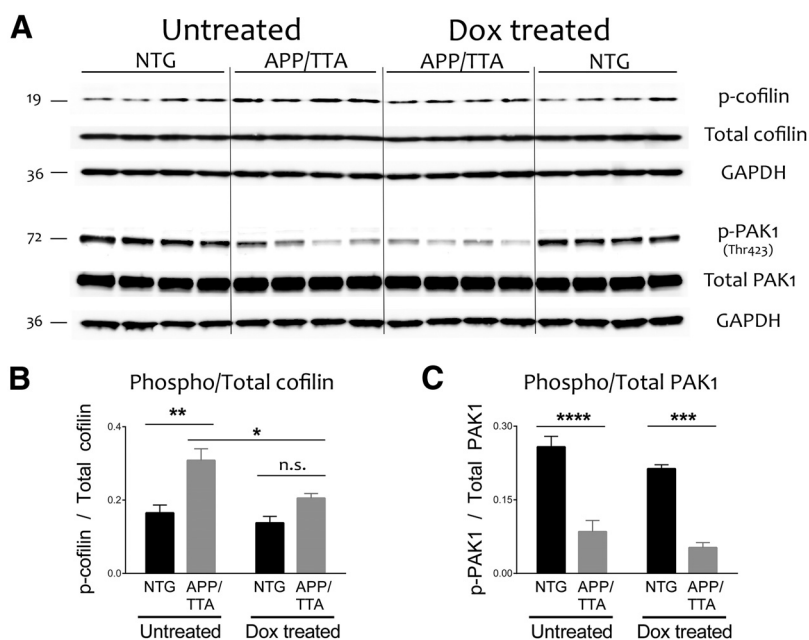 A
Untreated Dox treated
NTG APP/TTA APP/TTA NTG
19 p-cofilin
Total cofilin
36 GAPDH
72 p-PAK1
(Thr423)
Total PAK1
36 GAPDH
B Phospho/Total cofilin
p-cofilin / Total cofilin
0.4
0.2
0.0
**
*
n.s.
NTG APP/ NTG APP/
TTA TTA
Untreated Dox treated
C Phospho/Total PAK1
p-PAK1 / Total PAK1
0.30
0.15
0.00
****
***
NTG APP/ NTG APP/
TTA TTA
Untreated Dox treated